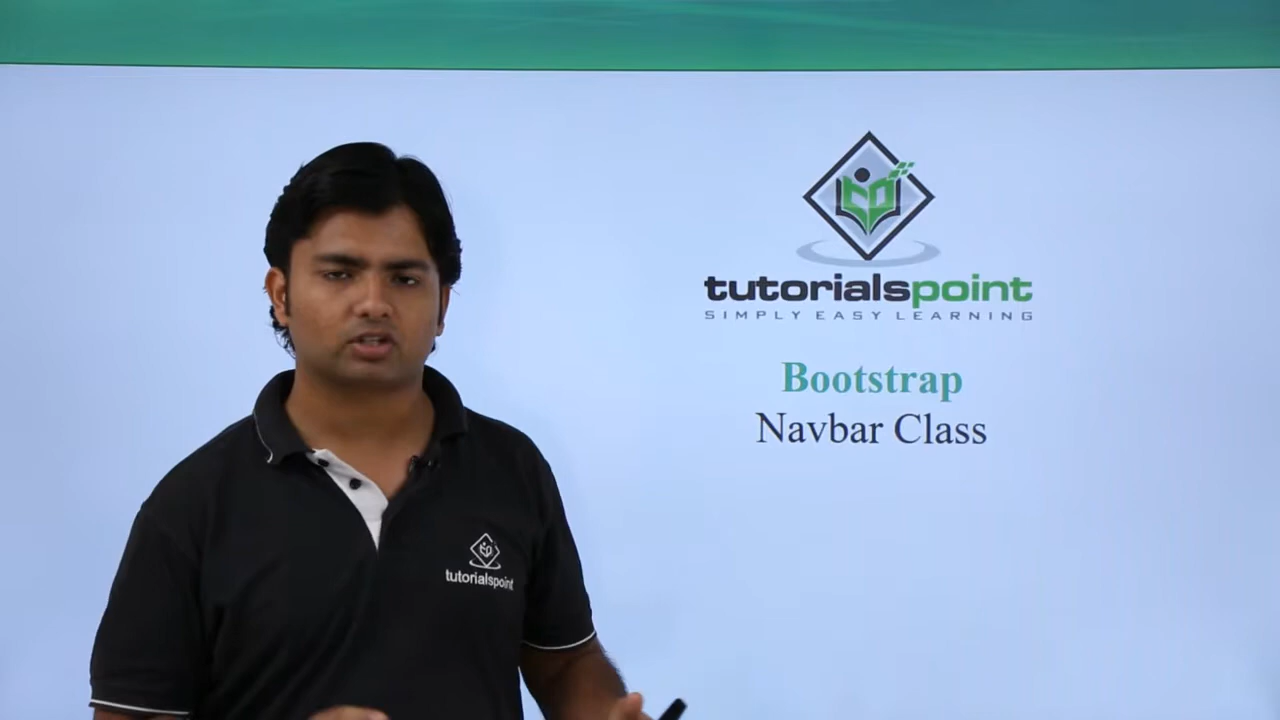 tutorialspoint
SIMPLY EASY LEARNING
Bootstrap
Navbar Class
tutorialspoint